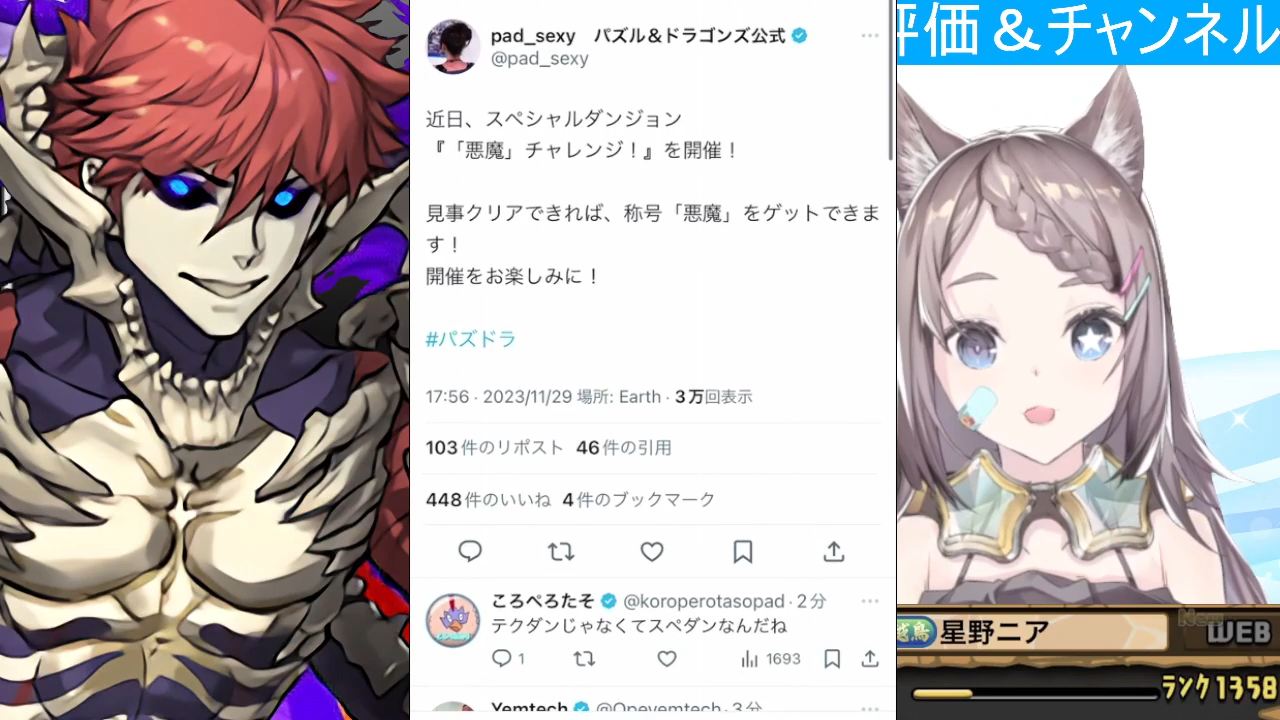 pad_sexy パズル&ドラゴンズ公式
@pad_sexy
近日、スペシャルダンジョン
『「悪魔」チャレンジ！』を開催！
見事クリアできれば、称号「悪魔」をゲットできま
す！
開催をお楽しみに！
#パズドラ
17:56 · 2023/11/29 場所: Earth · 3万回表示
103件のリポスト 46件の引用
448件のいいね 4件のブックマーク
ころぺろたそ @koroperotasopad · 2分
テクダンじゃなくてスペダンなんだね
1 1693
Yemtech @Opeyemtech · 3分
評価＆チャンネル
星野ニア
New
WEB
ランク1358